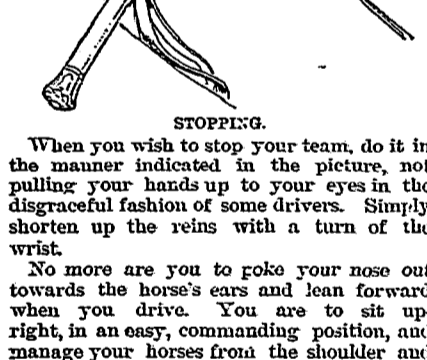 STOPPING.
When you wish to stop your team, do it in
the manner indicated in the picture, not
pulling your hands up to your eyes in the
disgraceful fashion of some drivers. Simply
shorten up the reins with a turn of the
wrist.
No more are you to poke your nose out
towards the horse's ears and lean forward
when you drive. You are to sit up-
right, in an easy, commanding position, and
manage your horses from the shoulder and